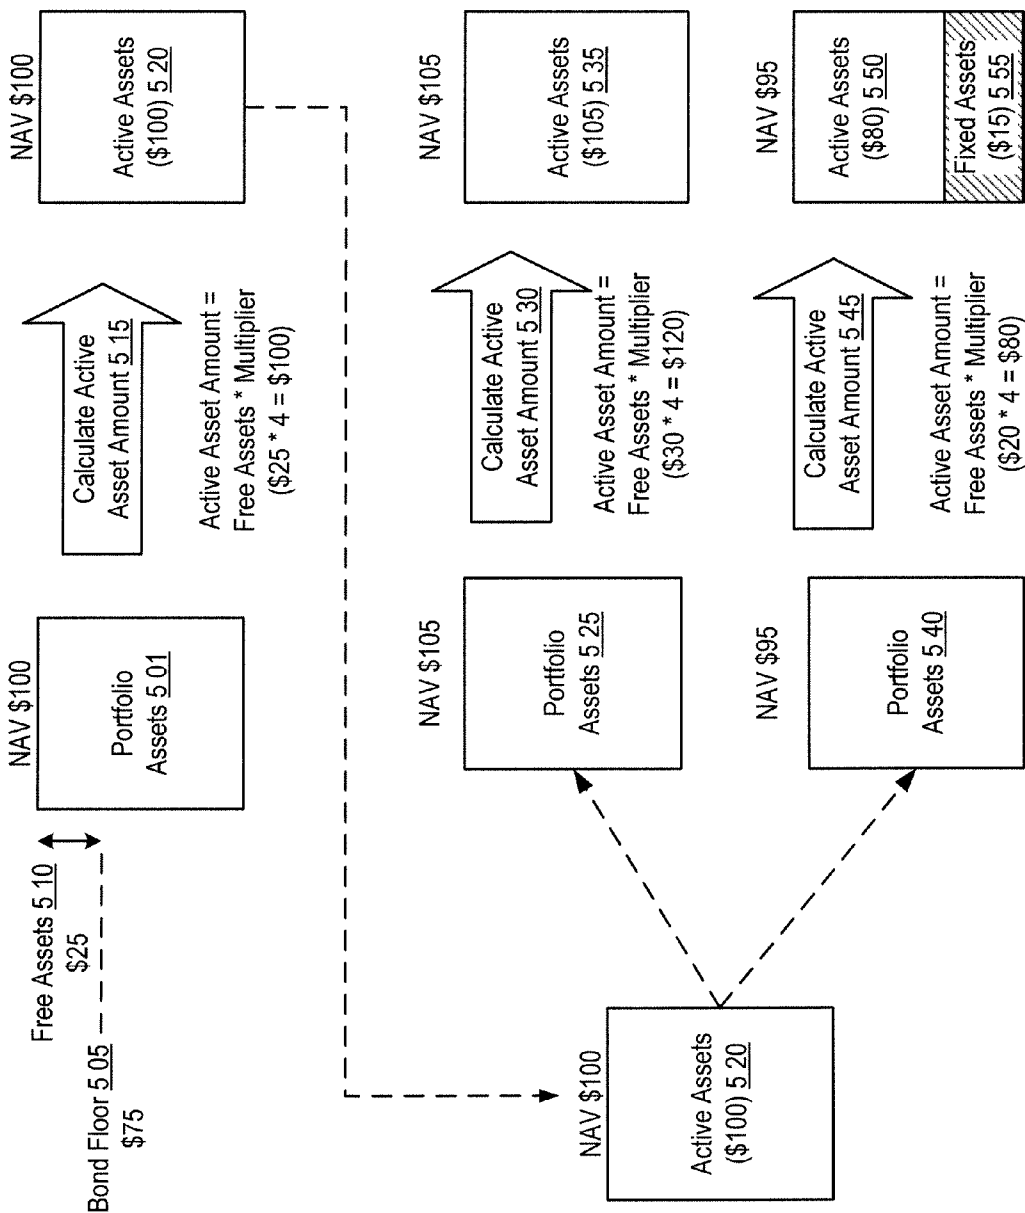 Bond Floor 5 05
$75
Free Assets 5 10
$25
NAV $100
Portfolio
Assets 5 01
Calculate Active
Asset Amount 5 15
Active Asset Amount =
Free Assets * Multiplier
($25 * 4 = $100)
NAV $100
Active Assets
($100) 5 20
NAV $100
Active Assets
($100) 5 20
NAV $105
Portfolio
Assets 5 25
Calculate Active
Asset Amount 5 30
Active Asset Amount =
Free Assets * Multiplier
($30 * 4 = $120)
NAV $105
Active Assets
($105) 5 35
NAV $95
Portfolio
Assets 5 40
Calculate Active
Asset Amount 5 45
Active Asset Amount =
Free Assets * Multiplier
($20 * 4 = $80)
NAV $95
Active Assets
($80) 5 50
Fixed Assets
($15) 5 55